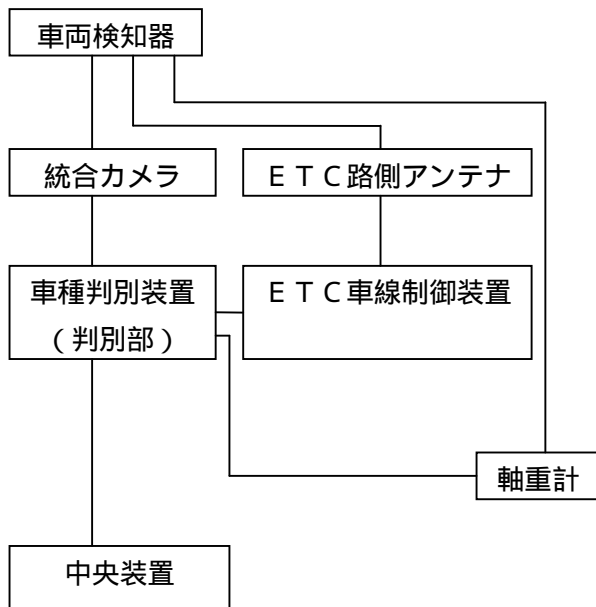 車両検知器
統合カメラ
ＥＴＣ路側アンテナ
車種判別装置
（判別部）
ＥＴＣ車線制御装置
軸重計
中央装置